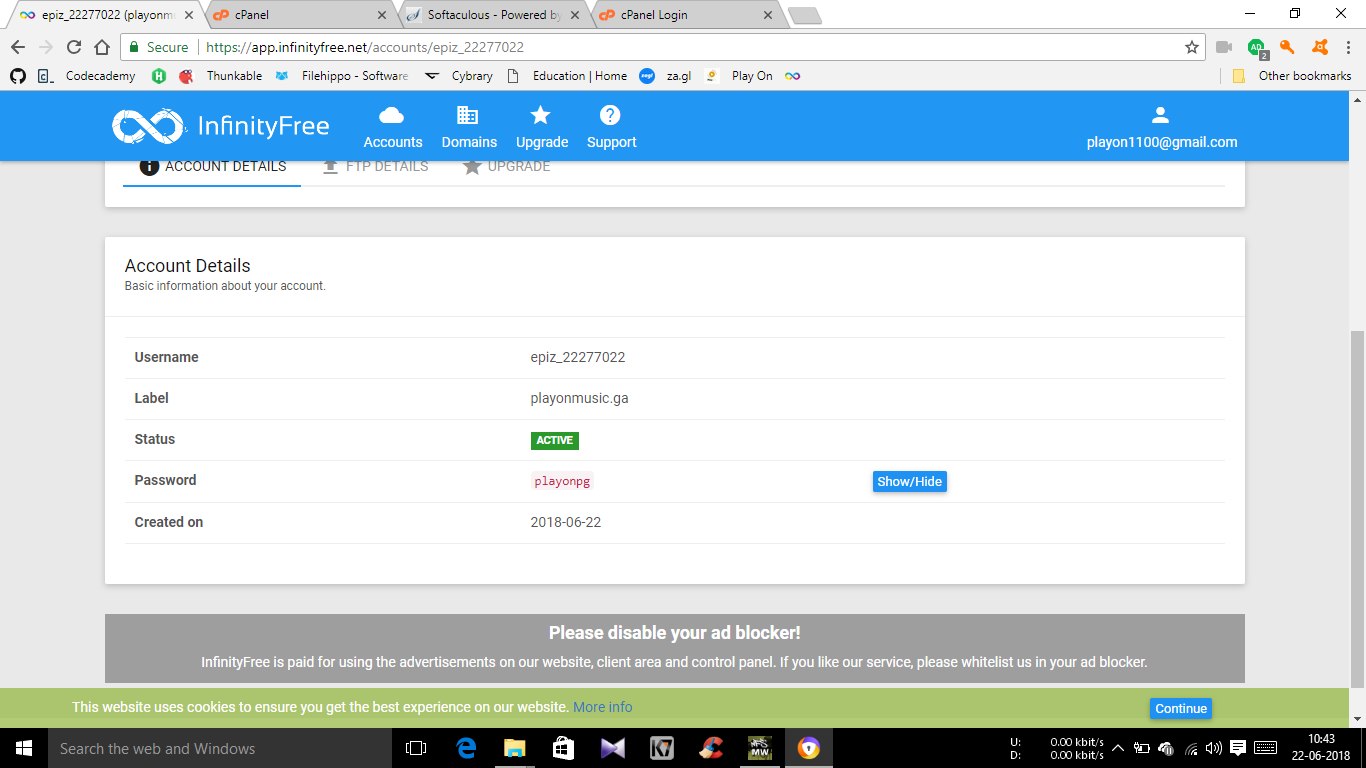 epiz_22277022 (playonm
cPanel
Softaculous - Powered by
cPanel Login
Secure
https://app.infinityfree.net/accounts/epiz_22277022
AD
2
Codecademy
Thunkable
Filehippo - Software
Cybrary
Education | Home
za.gl
Play On
Other bookmarks
InfinityFree
Accounts
Domains
Upgrade
Support
playon1100@gmail.com
ACCOUNT DETAILS
FTP DETAILS
UPGRADE
Account Details
Basic information about your account.
Username
epiz_22277022
Label
playonmusic.ga
Status
ACTIVE
Password
playonpg
Show/Hide
Created on
2018-06-22
Please disable your ad blocker!
InfinityFree is paid for using the advertisements on our website, client area and control panel. If you like our service, please whitelist us in your ad blocker.
This website uses cookies to ensure you get the best experience on our website. More info
Continue
Search the web and Windows
U: 0.00 kbit/s
D: 0.00 kbit/s
10:43
22-06-2018